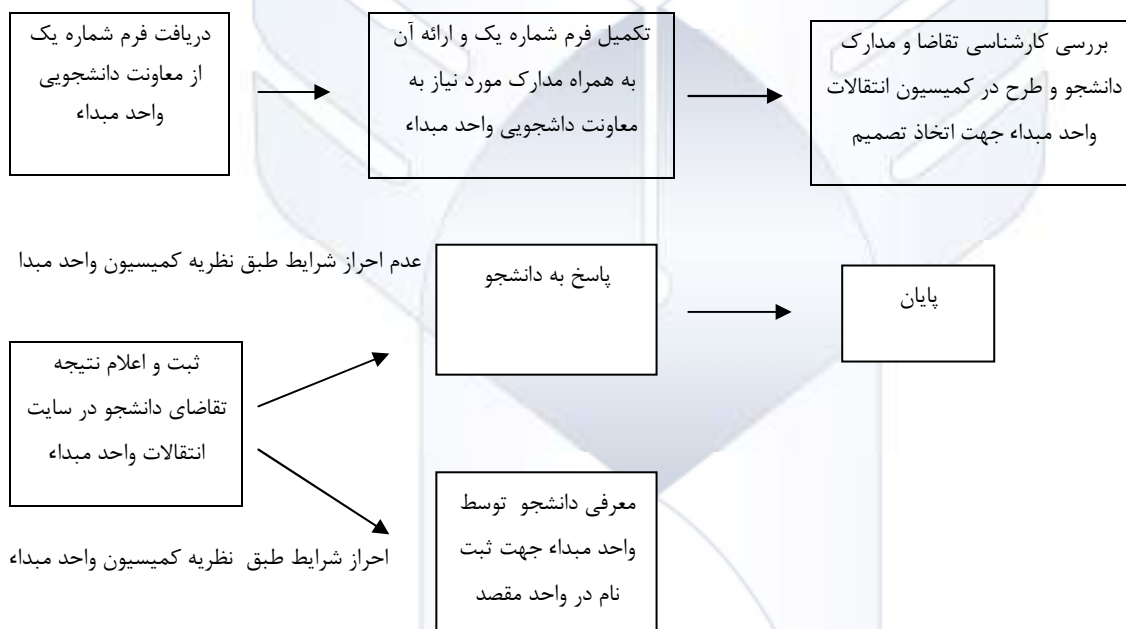 دریافت فرم شماره یک
از معاونت دانشجویی
واحد مبداء
تکمیل فرم شماره یک و ارائه آن
به همراه مدارک مورد نیاز به
معاونت داشجویی واحد مبداء
بررسی کارشناسی تقاضا و مدارک
دانشجو و طرح در کمیسیون انتقالات
واحد مبداء جهت اتخاذ تصمیم
عدم احراز شرایط طبق نظریه کمیسیون واحد مبدا
پاسخ به دانشجو
پایان
ثبت و اعلام نتیجه
تقاضای دانشجو در سایت
انتقالات واحد مبداء
احراز شرایط طبق نظریه کمیسیون واحد مبداء
معرفی دانشجو توسط
واحد مبداء جهت ثبت
نام در واحد مقصد